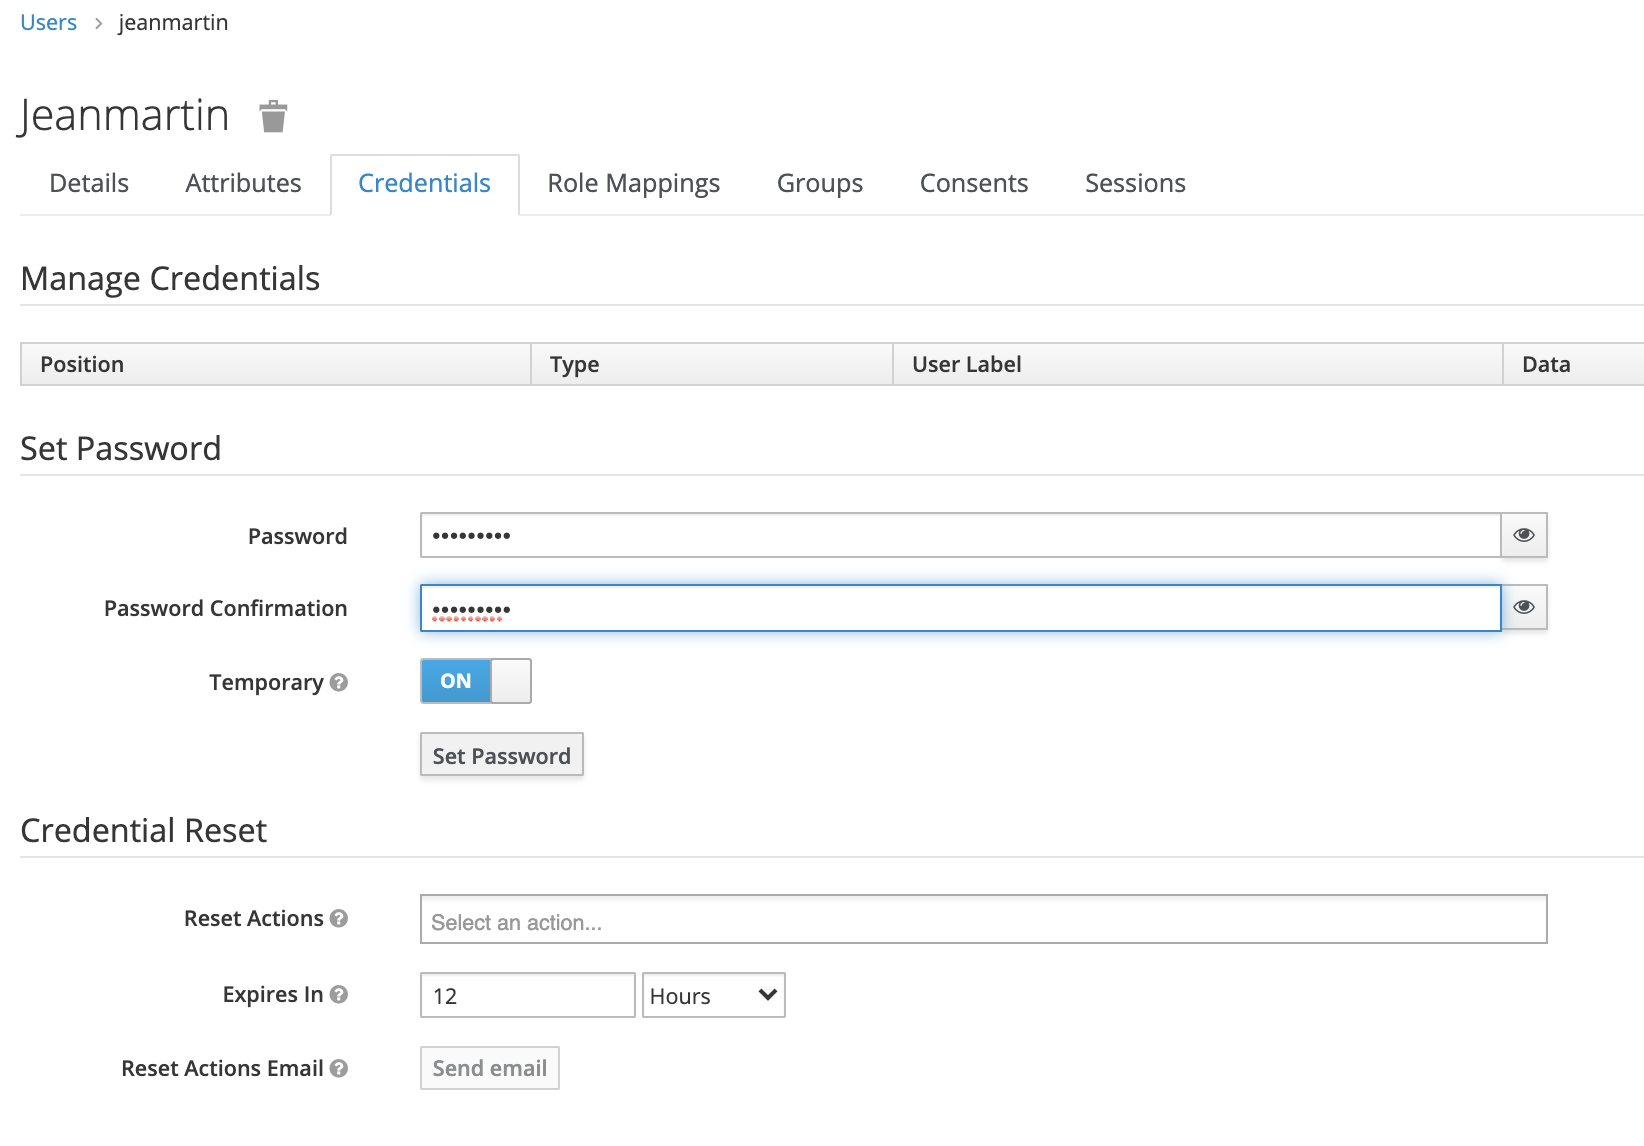 Users > jeanmartin
Jeanmartin
Details Attributes Credentials Role Mappings Groups Consents Sessions
Manage Credentials
Position Type User Label Data
Set Password
Password •••••••••
Password Confirmation •••••••••
Temporary ON
Set Password
Credential Reset
Reset Actions Select an action...
Expires In 12 Hours
Reset Actions Email Send email